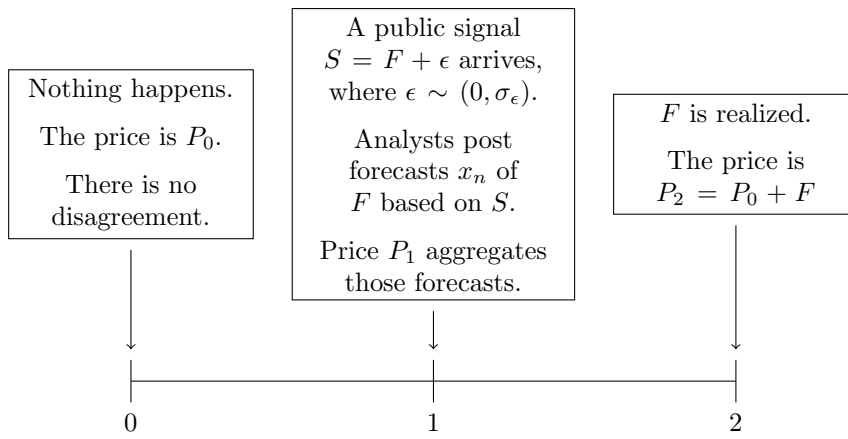 Nothing happens.
The price is P₀.
There is no
disagreement.
A public signal
S = F + ϵ arrives,
where ϵ ∼ (0, σ_ϵ).
Analysts post
forecasts xₙ of
F based on S.
Price P₁ aggregates
those forecasts.
F is realized.
The price is
P₂ = P₀ + F
0
1
2